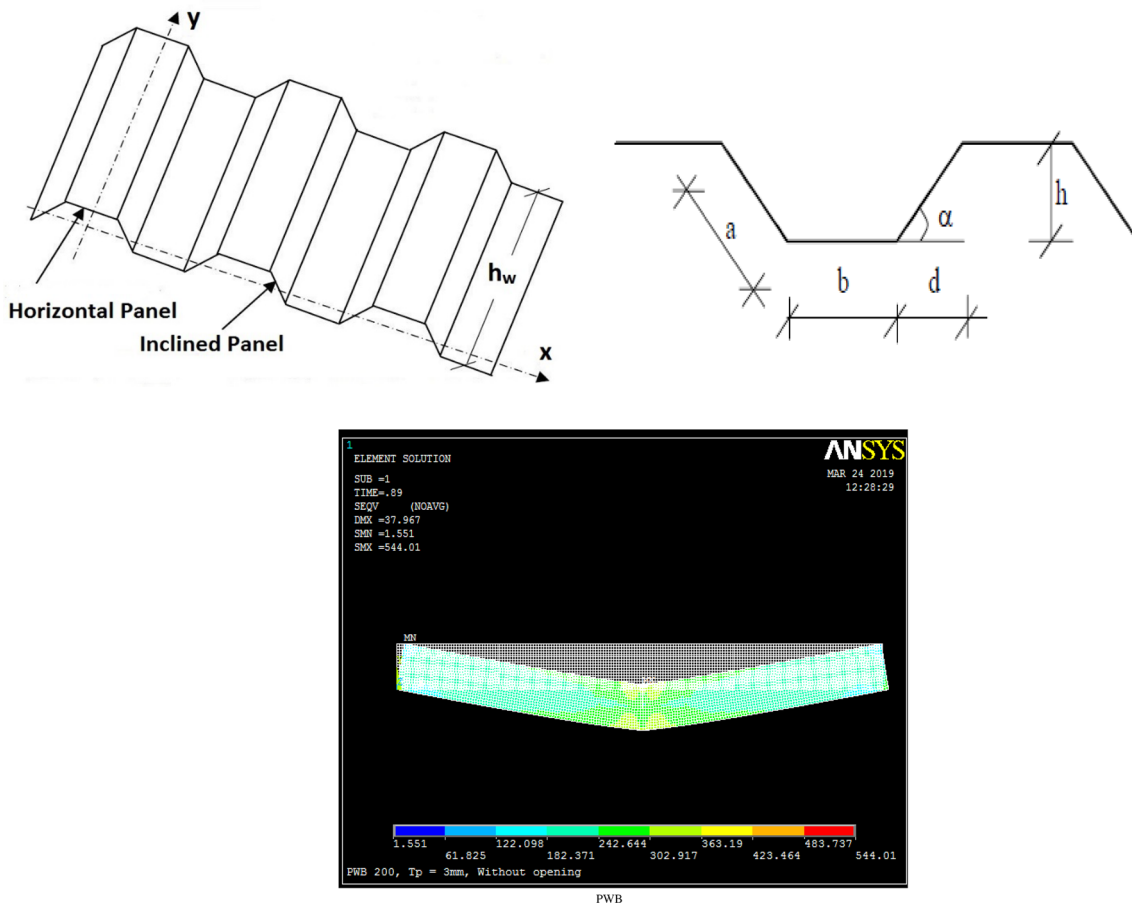 y
h_w
Horizontal Panel
Inclined Panel
x
a
b
d
α
h
1
ELEMENT SOLUTION
SUB =1
TIME=.89
SEQV (NOAVG)
DMX =37.967
SMN =1.551
SMX =544.01
ANSYS
MAR 24 2019
12:28:29
MN
1.551 122.098 242.644 363.19 483.737
61.825 182.371 302.917 423.464 544.01
PWB 200, Tp = 3mm, Without opening
PWB